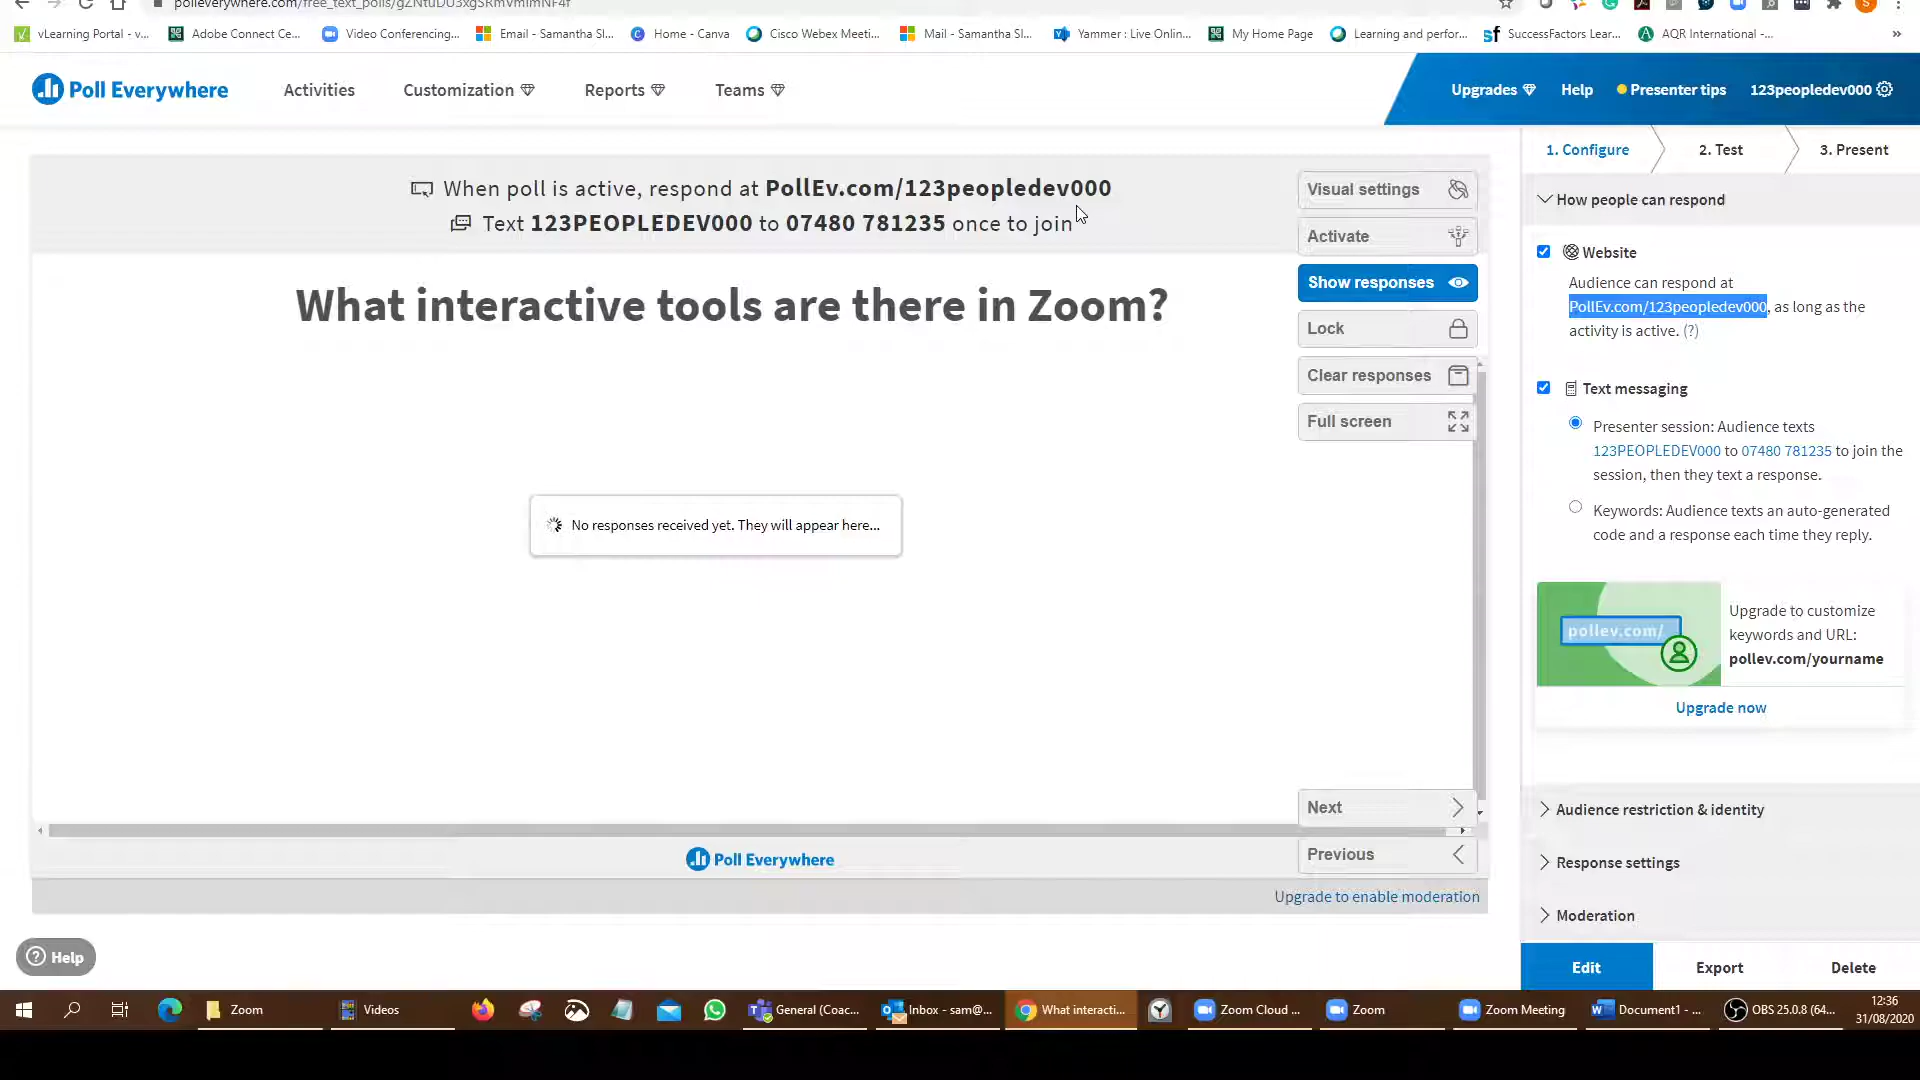 polleverywhere.com/free_text_polls/gZNtuDU3xgSRmVmlmNF4f
vLearning Portal - v...
Adobe Connect Ce...
Video Conferencing...
Email - Samantha Sl...
Home - Canva
Cisco Webex Meeti...
Mail - Samantha Sl...
Yammer : Live Onlin...
My Home Page
Learning and perfor...
SuccessFactors Lear...
AQR International -...
»
Poll Everywhere
Activities
Customization
Reports
Teams
Upgrades
Help
Presenter tips
123peopledev000
1. Configure
2. Test
3. Present
When poll is active, respond at PollEv.com/123peopledev000
Text 123PEOPLEDEV000 to 07480 781235 once to join
What interactive tools are there in Zoom?
No responses received yet. They will appear here...
Visual settings
Activate
Show responses
Lock
Clear responses
Full screen
Next
Previous
Poll Everywhere
Upgrade to enable moderation
How people can respond
Website
Audience can respond at
PollEv.com/123peopledev000, as long as the
activity is active. (?)
Text messaging
Presenter session: Audience texts
123PEOPLEDEV000 to 07480 781235 to join the
session, then they text a response.
Keywords: Audience texts an auto-generated
code and a response each time they reply.
pollev.com/
Upgrade to customize
keywords and URL:
pollev.com/yourname
Upgrade now
Audience restriction & identity
Response settings
Moderation
Edit
Export
Delete
Help
Zoom
Videos
General (Coac...
Inbox - sam@...
What interacti...
Zoom Cloud ...
Zoom
Zoom Meeting
Document1 - ...
OBS 25.0.8 (64...
12:36
31/08/2020